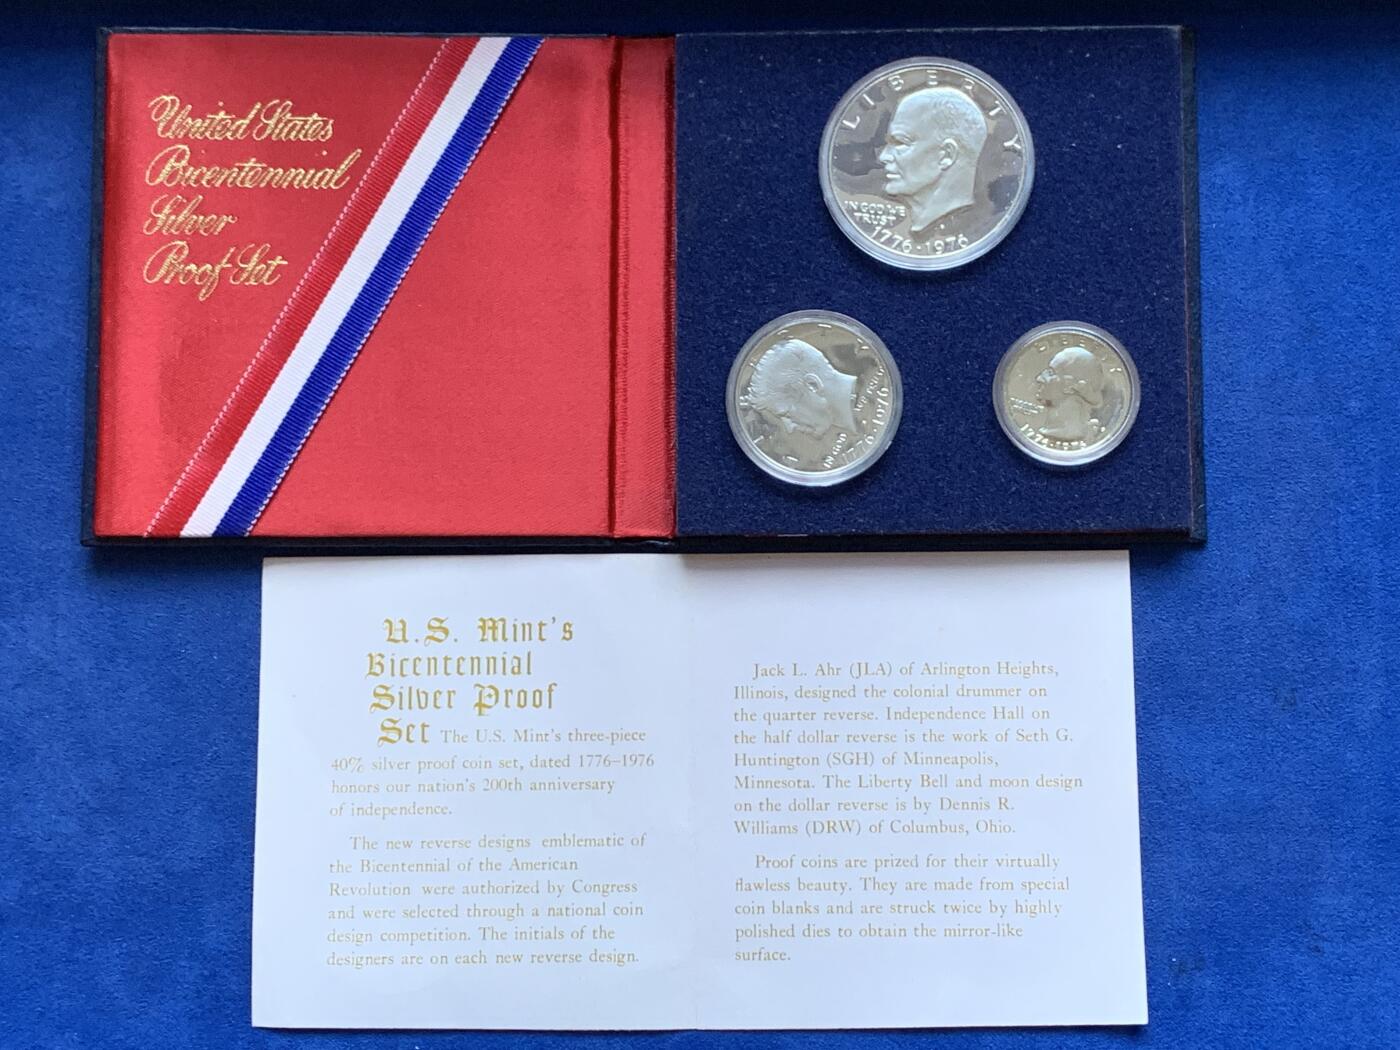 United States
Bicentennial
Silver
Proof Set
LIBERTY
IN GOD WE
TRUST
1776·1976
LIBERTY
IN GOD
1776·1976
LIBERTY
1776·1976
U.S. Mint's
Bicentennial
Silver Proof
Set The U.S. Mint's three-piece
40% silver proof coin set, dated 1776–1976
honors our nation's 200th anniversary
of independence.
The new reverse designs emblematic of
the Bicentennial of the American
Revolution were authorized by Congress
and were selected through a national coin
design competition. The initials of the
designers are on each new reverse design.
Jack L. Ahr (JLA) of Arlington Heights,
Illinois, designed the colonial drummer on
the quarter reverse. Independence Hall on
the half dollar reverse is the work of Seth G.
Huntington (SGH) of Minneapolis,
Minnesota. The Liberty Bell and moon design
on the dollar reverse is by Dennis R.
Williams (DRW) of Columbus, Ohio.
Proof coins are prized for their virtually
flawless beauty. They are made from special
coin blanks and are struck twice by highly
polished dies to obtain the mirror-like
surface.